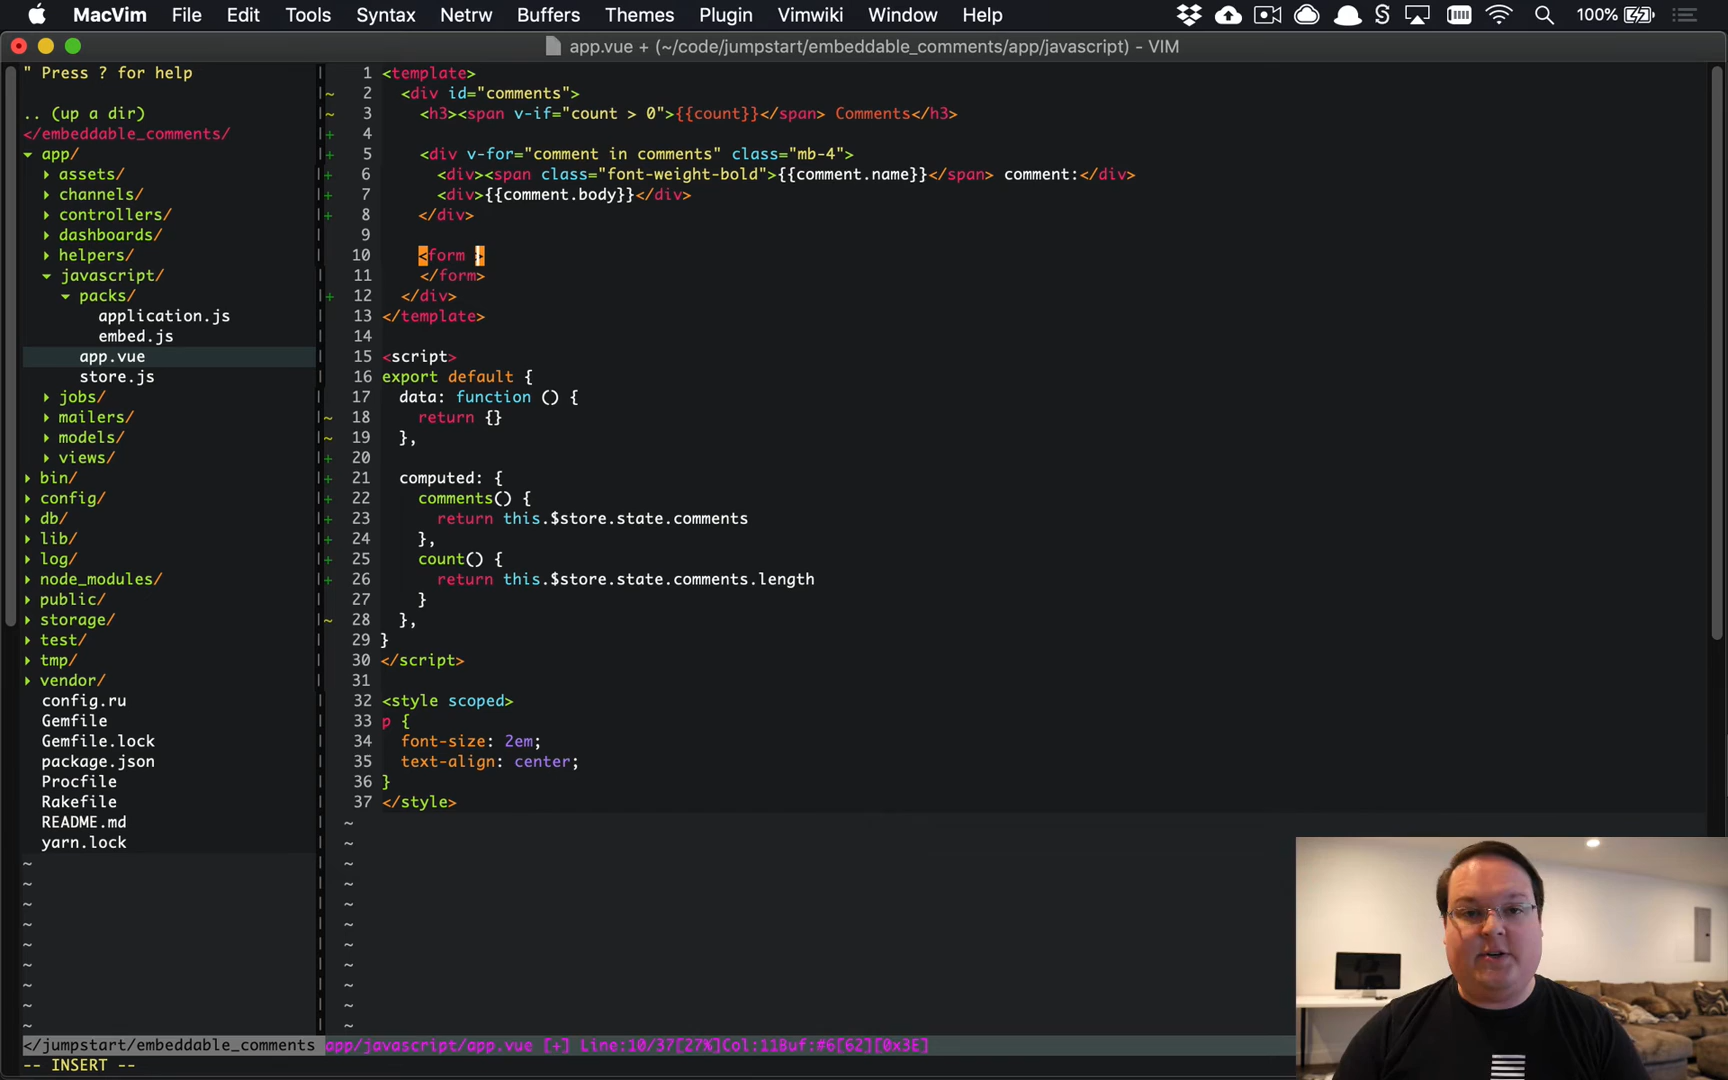 MacVim File Edit Tools Syntax Netrw Buffers Themes Plugin Vimwiki Window Help 100%
app.vue + (~/code/jumpstart/embeddable_comments/app/javascript) - VIM
" Press ? for help
.. (up a dir)
</embeddable_comments/
app/
assets/
channels/
controllers/
dashboards/
helpers/
javascript/
packs/
application.js
embed.js
app.vue
store.js
jobs/
mailers/
models/
views/
bin/
config/
db/
lib/
log/
node_modules/
public/
storage/
test/
tmp/
vendor/
config.ru
Gemfile
Gemfile.lock
package.json
Procfile
Rakefile
README.md
yarn.lock
~
~
~
~
~
~
~
~
~
1 <template>
~ 2 <div id="comments">
~ 3 <h3><span v-if="count > 0">{{count}}</span> Comments</h3>
+ 4
+ 5 <div v-for="comment in comments" class="mb-4">
+ 6 <div><span class="font-weight-bold">{{comment.name}}</span> comment:</div>
+ 7 <div>{{comment.body}}</div>
+ 8 </div>
9
10 <form >
11 </form>
+ 12 </div>
13 </template>
14
15 <script>
16 export default {
17 data: function () {
~ 18 return {}
~ 19 },
+ 20
+ 21 computed: {
+ 22 comments() {
+ 23 return this.$store.state.comments
+ 24 },
+ 25 count() {
+ 26 return this.$store.state.comments.length
27 }
~ 28 },
29 }
30 </script>
31
32 <style scoped>
33 p {
34 font-size: 2em;
35 text-align: center;
36 }
37 </style>
~
~
~
~
~
~
~
~
~
~
~
</jumpstart/embeddable_comments app/javascript/app.vue [+] Line:10/37[27%]Col:11Buf:#6[62][0x3E]
-- INSERT --